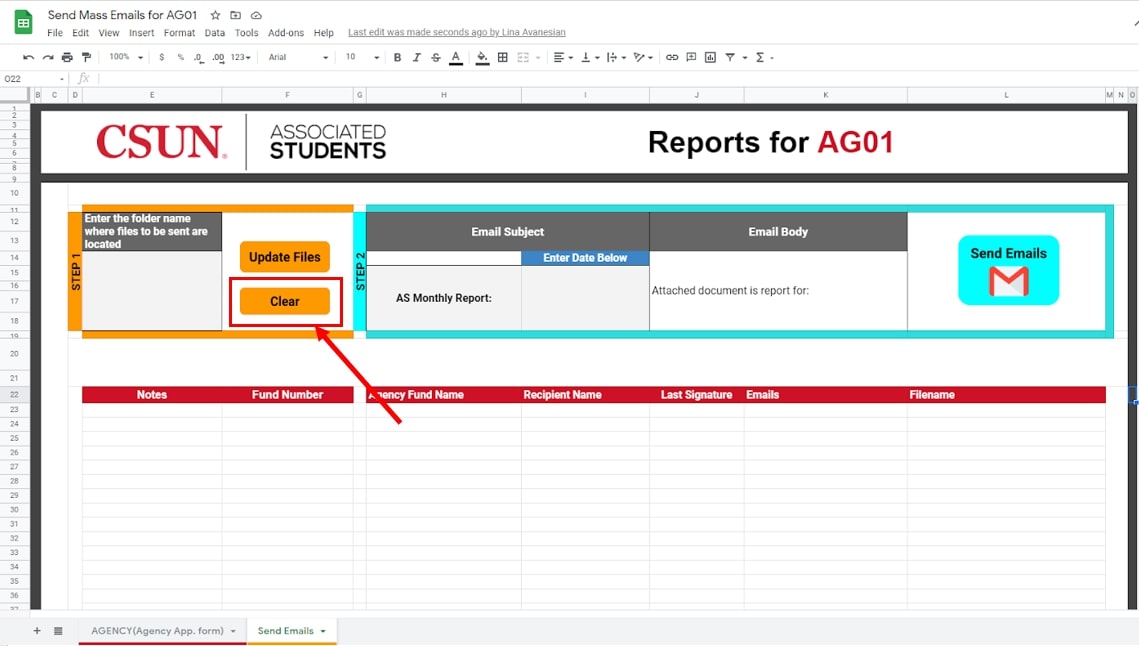 Send Mass Emails for AG01
File Edit View Insert Format Data Tools Add-ons Help Last edit was made seconds ago by Lina Avanesian
100% $ % .0 .00 123 Arial 10 B I S A
O22 fx
B C D E F G H I J K L M N O
1
2
3
4
5
6
7
8
9
10
11
12
13
14
15
16
17
18
19
20
21
22
23
24
25
26
27
28
29
30
31
32
33
34
35
36
37
CSUN ASSOCIATED
STUDENTS
Reports for AG01
STEP 1
Enter the folder name
where files to be sent are
located
Update Files
Clear
STEP 2
Email Subject Email Body
Enter Date Below
AS Monthly Report:
Attached document is report for:
Send Emails
Notes Fund Number Agency Fund Name Recipient Name Last Signature Emails Filename
AGENCY(Agency App. form) Send Emails